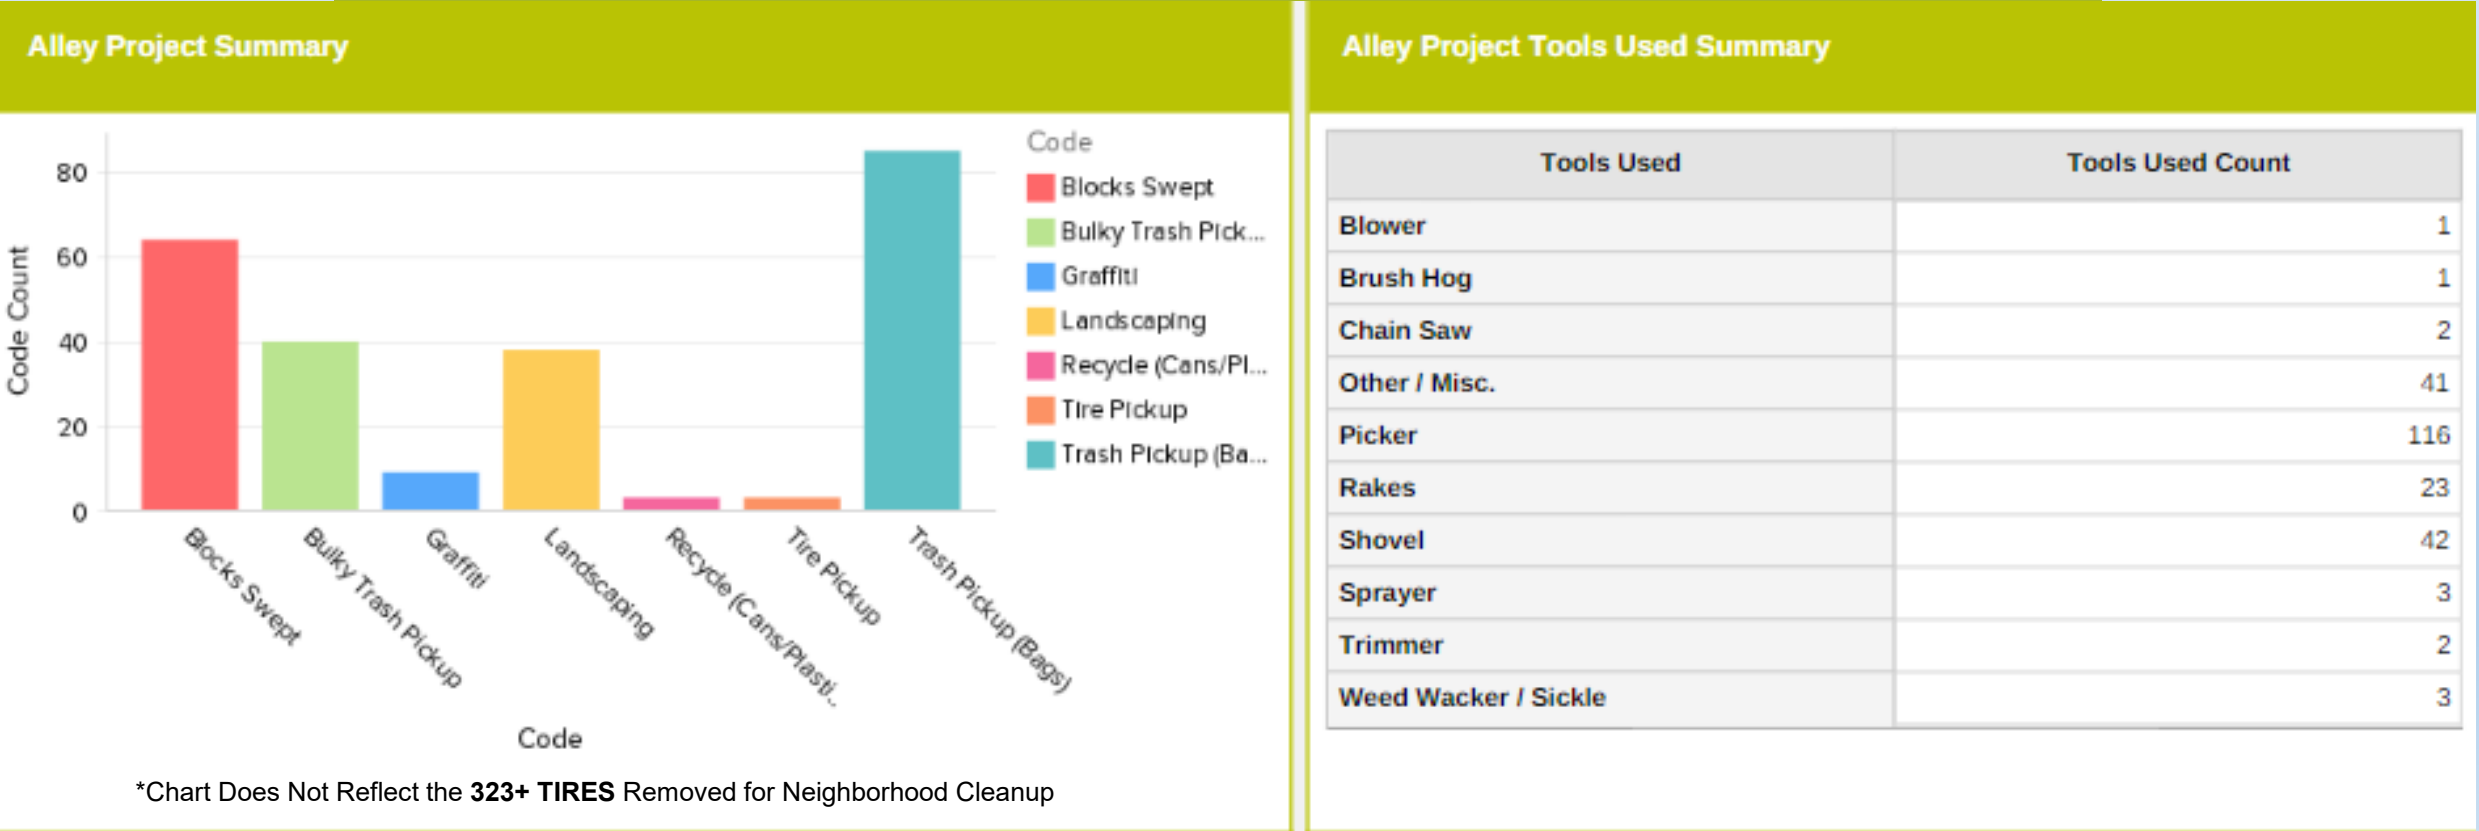 Alley Project Summary
Code Count
80
60
40
20
0
Blocks Swept
Bulky Trash Pickup
Graffiti
Landscaping
Recycle (Cans/Plasti..
Tire Pickup
Trash Pickup (Bags)
Code
Code
Blocks Swept
Bulky Trash Pick...
Graffiti
Landscaping
Recycle (Cans/Pl...
Tire Pickup
Trash Pickup (Ba...
*Chart Does Not Reflect the 323+ TIRES Removed for Neighborhood Cleanup
Alley Project Tools Used Summary
Tools Used Tools Used Count
Blower 1
Brush Hog 1
Chain Saw 2
Other / Misc. 41
Picker 116
Rakes 23
Shovel 42
Sprayer 3
Trimmer 2
Weed Wacker / Sickle 3